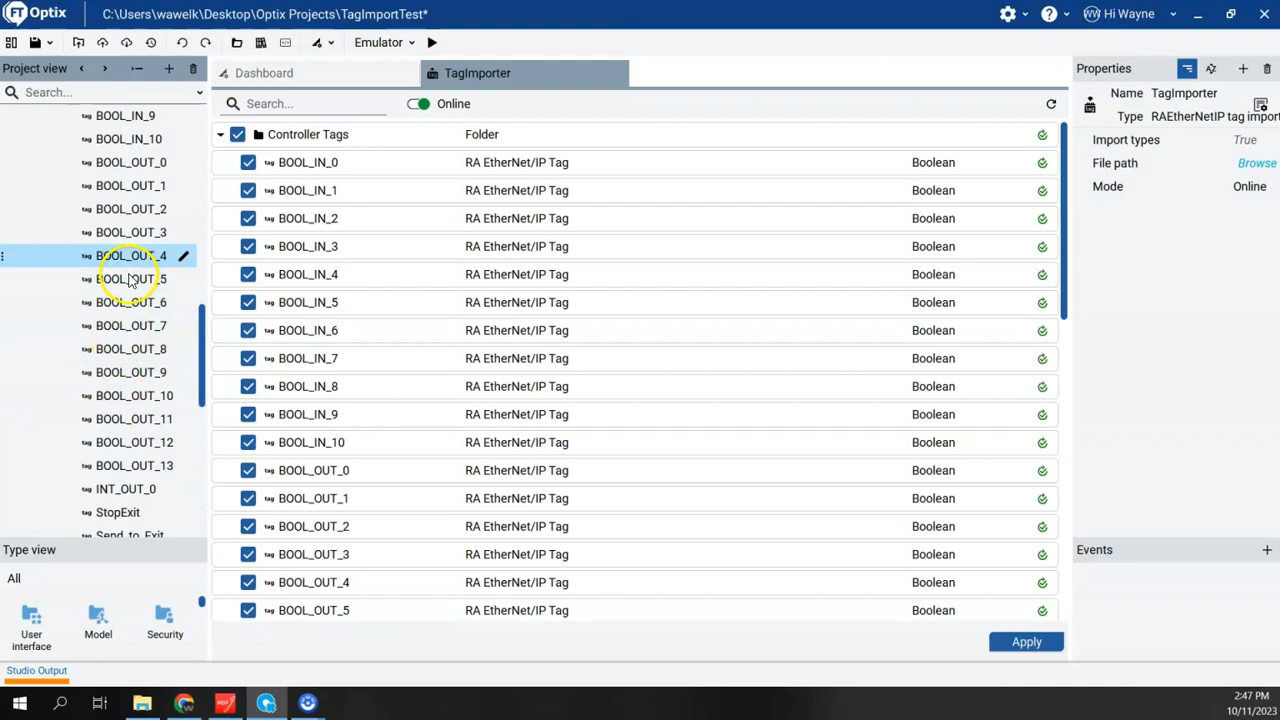 FT Optix C:\Users\wawelk\Desktop\Optix Projects\TagImportTest* Hi Wayne
Emulator
Project view
Search...
BOOL_IN_9
BOOL_IN_10
BOOL_OUT_0
BOOL_OUT_1
BOOL_OUT_2
BOOL_OUT_3
BOOL_OUT_4
BOOL_OUT_5
BOOL_OUT_6
BOOL_OUT_7
BOOL_OUT_8
BOOL_OUT_9
BOOL_OUT_10
BOOL_OUT_11
BOOL_OUT_12
BOOL_OUT_13
INT_OUT_0
StopExit
Send_to_Exit
Type view
All
User interface
Model
Security
Studio Output
Dashboard TagImporter
Search... Online
Controller Tags Folder
BOOL_IN_0 RA EtherNet/IP Tag Boolean
BOOL_IN_1 RA EtherNet/IP Tag Boolean
BOOL_IN_2 RA EtherNet/IP Tag Boolean
BOOL_IN_3 RA EtherNet/IP Tag Boolean
BOOL_IN_4 RA EtherNet/IP Tag Boolean
BOOL_IN_5 RA EtherNet/IP Tag Boolean
BOOL_IN_6 RA EtherNet/IP Tag Boolean
BOOL_IN_7 RA EtherNet/IP Tag Boolean
BOOL_IN_8 RA EtherNet/IP Tag Boolean
BOOL_IN_9 RA EtherNet/IP Tag Boolean
BOOL_IN_10 RA EtherNet/IP Tag Boolean
BOOL_OUT_0 RA EtherNet/IP Tag Boolean
BOOL_OUT_1 RA EtherNet/IP Tag Boolean
BOOL_OUT_2 RA EtherNet/IP Tag Boolean
BOOL_OUT_3 RA EtherNet/IP Tag Boolean
BOOL_OUT_4 RA EtherNet/IP Tag Boolean
BOOL_OUT_5 RA EtherNet/IP Tag Boolean
Apply
Properties
Name TagImporter
Type RAEtherNetIP tag import
Import types True
File path Browse
Mode Online
Events
2:47 PM
10/11/2023